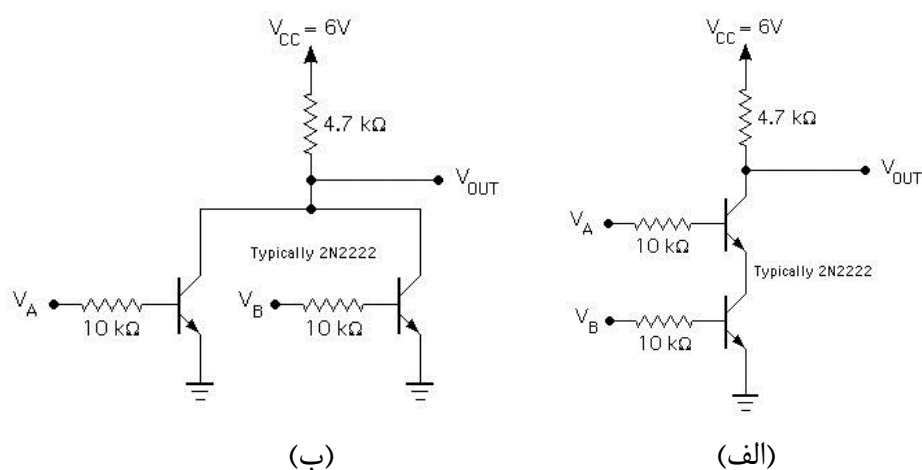 V_CC = 6V
4.7 kΩ
V_OUT
Typically 2N2222
V_A
10 kΩ
V_B
10 kΩ
(ب)
V_CC = 6V
4.7 kΩ
V_OUT
V_A
10 kΩ
Typically 2N2222
V_B
10 kΩ
(الف)